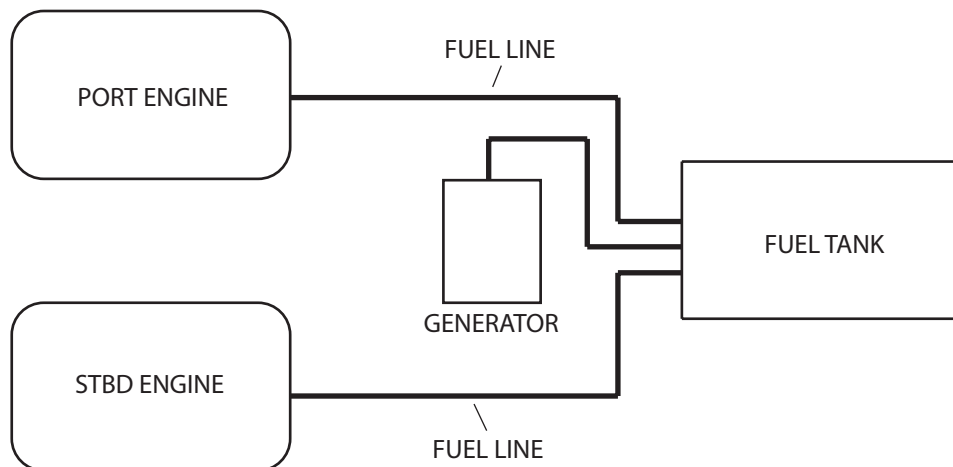 FUEL LINE
PORT ENGINE
FUEL TANK
GENERATOR
STBD ENGINE
FUEL LINE